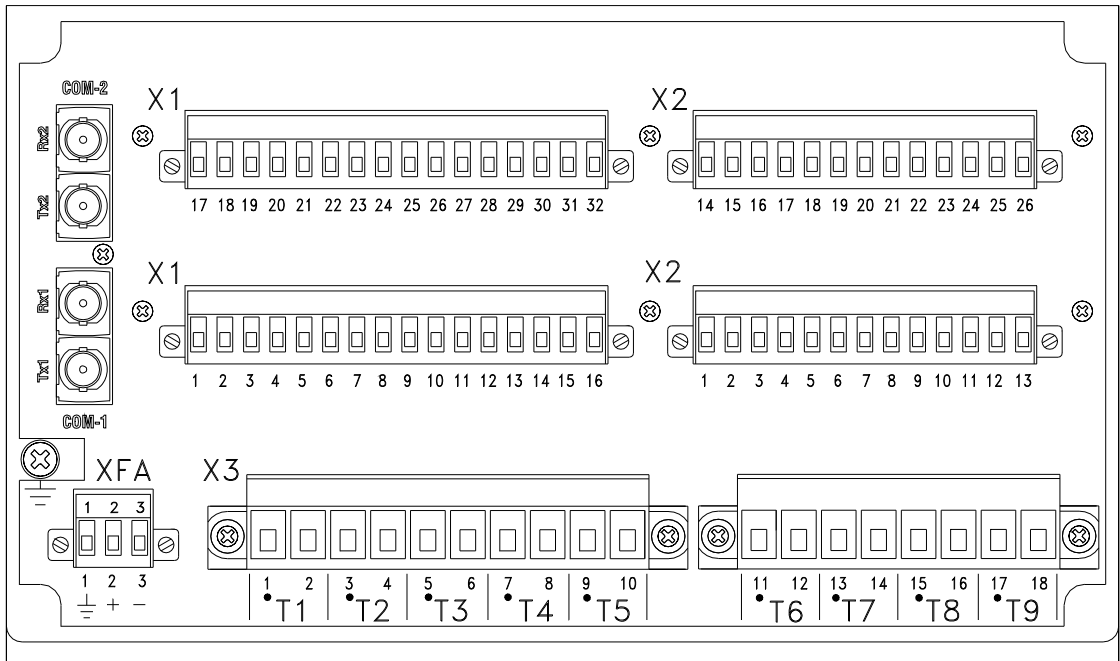 COM-2
X1 X2
Rx2
17 18 19 20 21 22 23 24 25 26 27 28 29 30 31 32 14 15 16 17 18 19 20 21 22 23 24 25 26
Tx2
X1 X2
Rx1
1 2 3 4 5 6 7 8 9 10 11 12 13 14 15 16 1 2 3 4 5 6 7 8 9 10 11 12 13
Tx1
COM-1
XFA X3
1 2 3
1 2 3 1 2 3 4 5 6 7 8 9 10 11 12 13 14 15 16 17 18
+ − T1 T2 T3 T4 T5 T6 T7 T8 T9